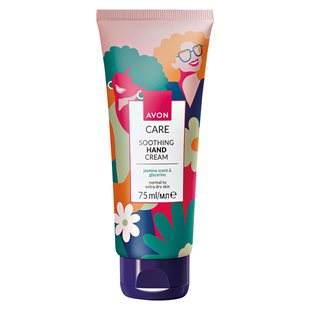 AVON
CARE
SOOTHING
HAND
CREAM
jasmine scent &
glycerine
normal to
extra dry skin
75 ml/мл℮